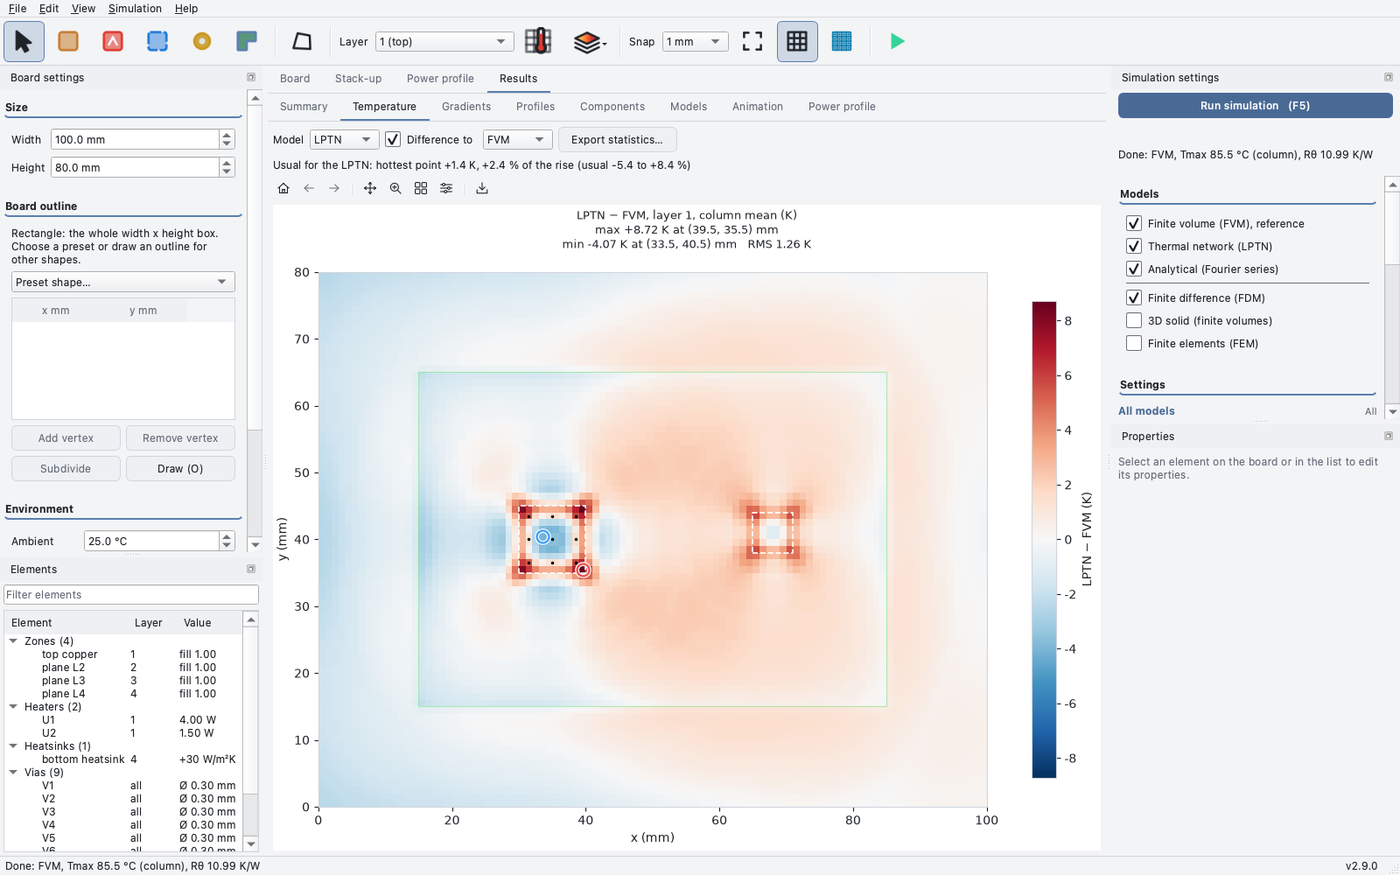 File Edit View Simulation Help
Layer 1 (top) Snap 1 mm
Board settings
Size
Width 100.0 mm
Height 80.0 mm
Board outline
Rectangle: the whole width x height box.
Choose a preset or draw an outline for
other shapes.
Preset shape...
x mm y mm
Add vertex Remove vertex
Subdivide Draw (O)
Environment
Ambient 25.0 °C
Elements
Filter elements
Element Layer Value
Zones (4)
top copper 1 fill 1.00
plane L2 2 fill 1.00
plane L3 3 fill 1.00
plane L4 4 fill 1.00
Heaters (2)
U1 1 4.00 W
U2 1 1.50 W
Heatsinks (1)
bottom heatsink 4 +30 W/m²K
Vias (9)
V1 all Ø 0.30 mm
V2 all Ø 0.30 mm
V3 all Ø 0.30 mm
V4 all Ø 0.30 mm
V5 all Ø 0.30 mm
V6 all Ø 0.30 mm
Board Stack-up Power profile Results
Summary Temperature Gradients Profiles Components Models Animation Power profile
Model LPTN Difference to FVM Export statistics...
Usual for the LPTN: hottest point +1.4 K, +2.4 % of the rise (usual -5.4 to +8.4 %)
LPTN − FVM, layer 1, column mean (K)
max +8.72 K at (39.5, 35.5) mm
min -4.07 K at (33.5, 40.5) mm RMS 1.26 K
80
70
60
50
40
30
20
10
0
y (mm)
0 20 40 60 80 100
x (mm)
8
6
4
2
0
-2
-4
-6
-8
LPTN − FVM (K)
Simulation settings
Run simulation (F5)
Done: FVM, Tmax 85.5 °C (column), Rθ 10.99 K/W
Models
Finite volume (FVM), reference
Thermal network (LPTN)
Analytical (Fourier series)
Finite difference (FDM)
3D solid (finite volumes)
Finite elements (FEM)
Settings
All models All
Properties
Select an element on the board or in the list to edit
its properties.
Done: FVM, Tmax 85.5 °C (column), Rθ 10.99 K/W
v2.9.0